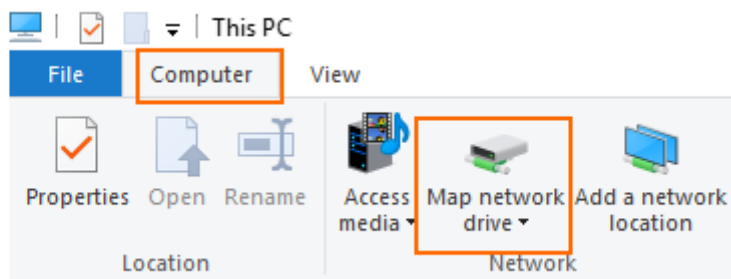 This PC
File Computer View
Properties Open Rename Access media Map network drive Add a network location
Location Network